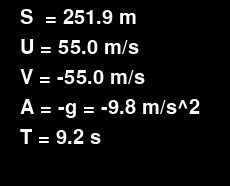 S = 251.9 m
U = 55.0 m/s
V = -55.0 m/s
A = -g = -9.8 m/s^2
T = 9.2 s